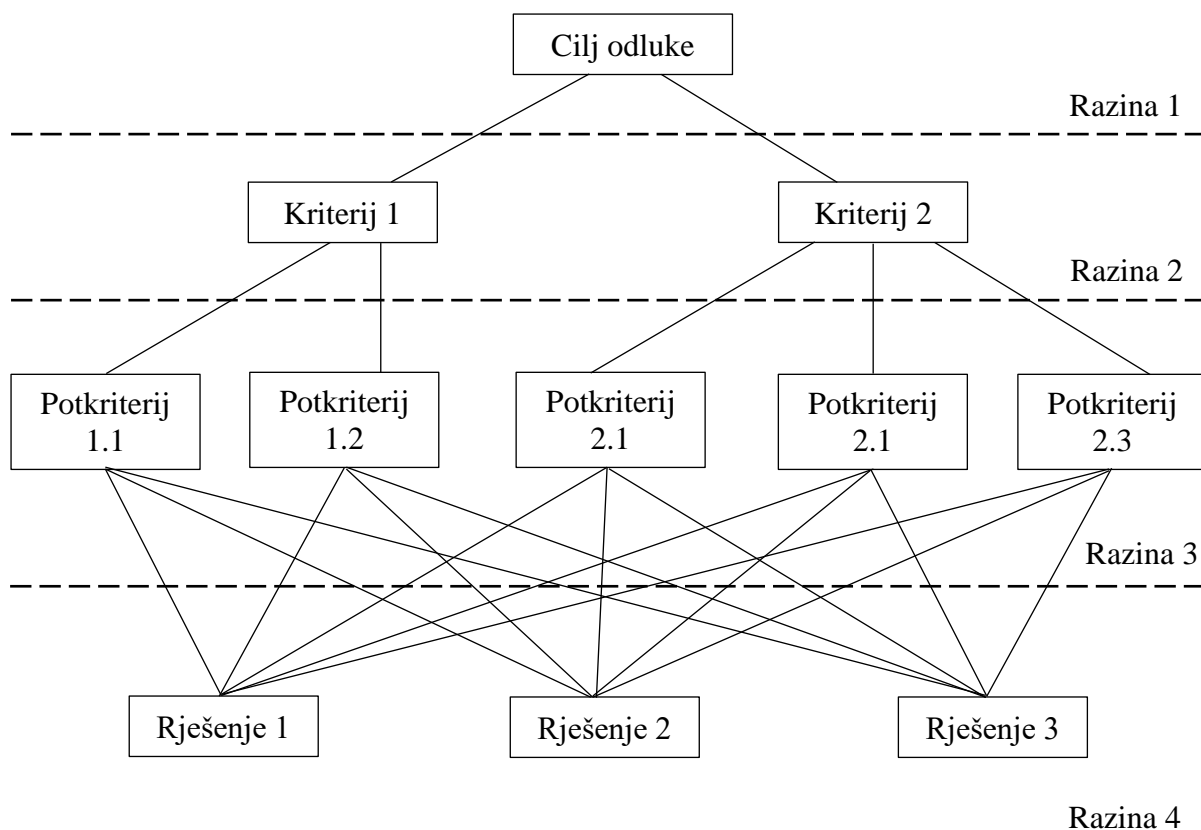 Cilj odluke
Razina 1
Kriterij 1
Kriterij 2
Razina 2
Potkriterij
1.1
Potkriterij
1.2
Potkriterij
2.1
Potkriterij
2.1
Potkriterij
2.3
Razina 3
Rješenje 1
Rješenje 2
Rješenje 3
Razina 4